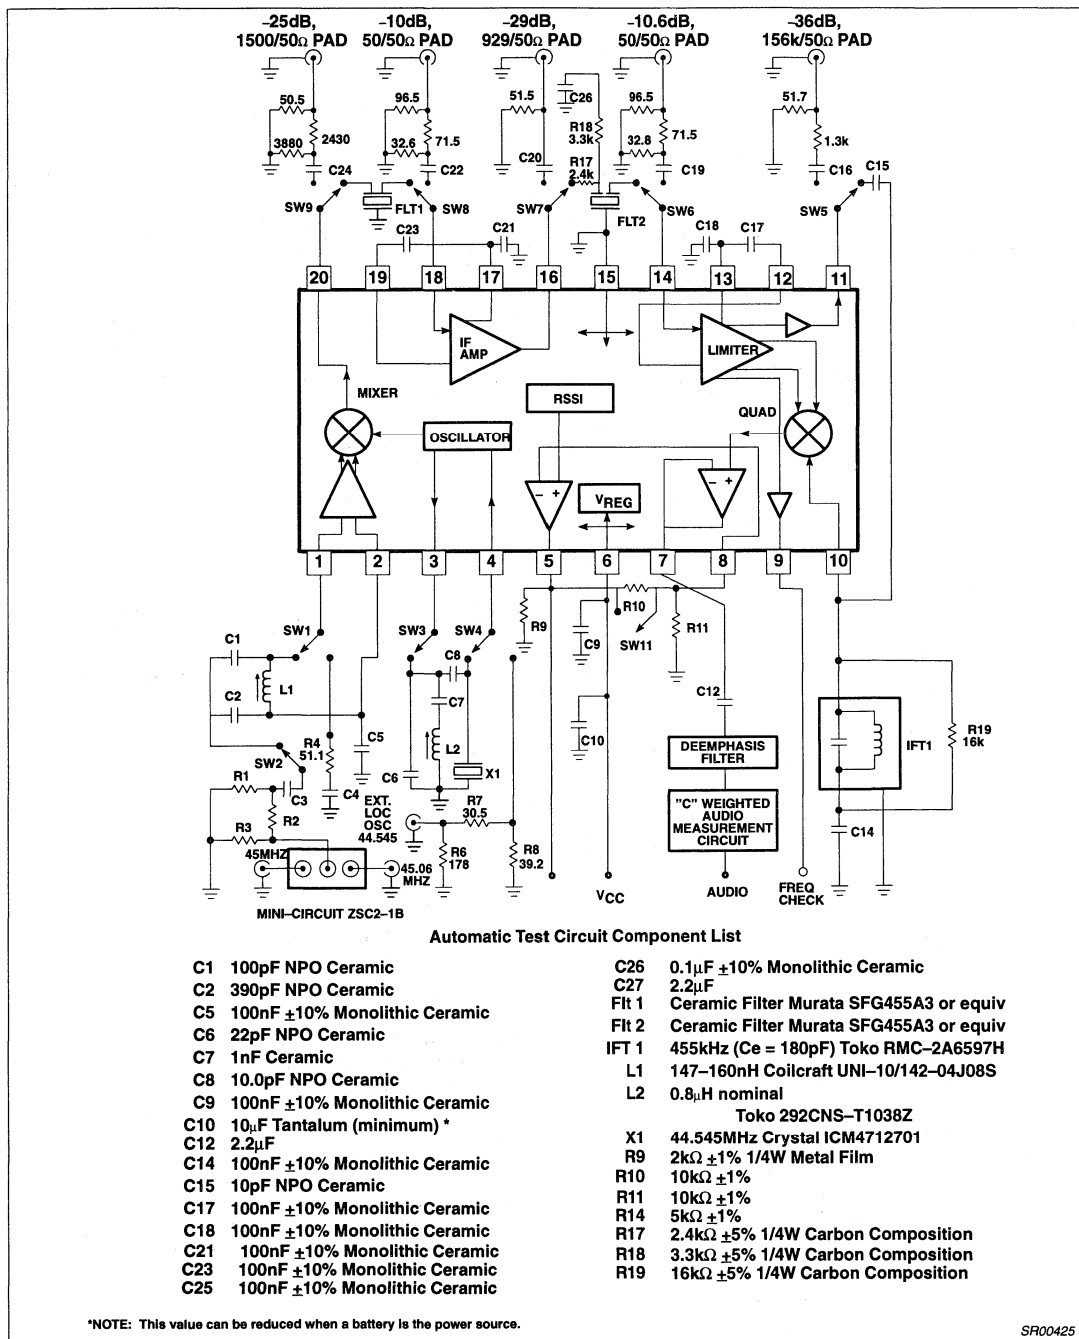 –25dB, –10dB, –29dB, –10.6dB, –36dB,
1500/50Ω PAD 50/50Ω PAD 929/50Ω PAD 50/50Ω PAD 156k/50Ω PAD
50.5 96.5 51.5 C26 96.5 51.7
R18
3.3k
3880 2430 32.6 71.5 32.8 71.5 1.3k
C24 C22 C20 R17
2.4k C19 C16 C15
SW9 FLT1 SW8 SW7 FLT2 SW6 SW5
C23 C21 C18 C17
20 19 18 17 16 15 14 13 12 11
IF
AMP
LIMITER
MIXER
RSSI
QUAD
OSCILLATOR
– +
– +
VREG
1 2 3 4 5 6 7 8 9 10
SW1 SW3 SW4 R9 R10 R11
C1 C8 C9 SW11
L1 C7 C12
C2
R4
51.1
C5 L2 C10
DEEMPHASIS
FILTER
IFT1
R19
16k
SW2
R1 C3 C4 C6 X1
R2
EXT.
LOC
OSC
44.545
R7
30.5
"C" WEIGHTED
AUDIO
MEASUREMENT
CIRCUIT
C14
R3
R6
178
R8
39.2
45MHZ
45.06
MHZ
VCC
AUDIO
FREQ
CHECK
MINI–CIRCUIT ZSC2–1B
Automatic Test Circuit Component List
C1 100pF NPO Ceramic
C2 390pF NPO Ceramic
C5 100nF ±10% Monolithic Ceramic
C6 22pF NPO Ceramic
C7 1nF Ceramic
C8 10.0pF NPO Ceramic
C9 100nF ±10% Monolithic Ceramic
C10 10μF Tantalum (minimum) *
C12 2.2μF
C14 100nF ±10% Monolithic Ceramic
C15 10pF NPO Ceramic
C17 100nF ±10% Monolithic Ceramic
C18 100nF ±10% Monolithic Ceramic
C21 100nF ±10% Monolithic Ceramic
C23 100nF ±10% Monolithic Ceramic
C25 100nF ±10% Monolithic Ceramic
C26 0.1μF ±10% Monolithic Ceramic
C27 2.2μF
Flt 1 Ceramic Filter Murata SFG455A3 or equiv
Flt 2 Ceramic Filter Murata SFG455A3 or equiv
IFT 1 455kHz (Ce = 180pF) Toko RMC–2A6597H
L1 147–160nH Coilcraft UNI–10/142–04J08S
L2 0.8μH nominal
Toko 292CNS–T1038Z
X1 44.545MHz Crystal ICM4712701
R9 2kΩ ±1% 1/4W Metal Film
R10 10kΩ ±1%
R11 10kΩ ±1%
R14 5kΩ ±1%
R17 2.4kΩ ±5% 1/4W Carbon Composition
R18 3.3kΩ ±5% 1/4W Carbon Composition
R19 16kΩ ±5% 1/4W Carbon Composition
*NOTE: This value can be reduced when a battery is the power source.
SR00425